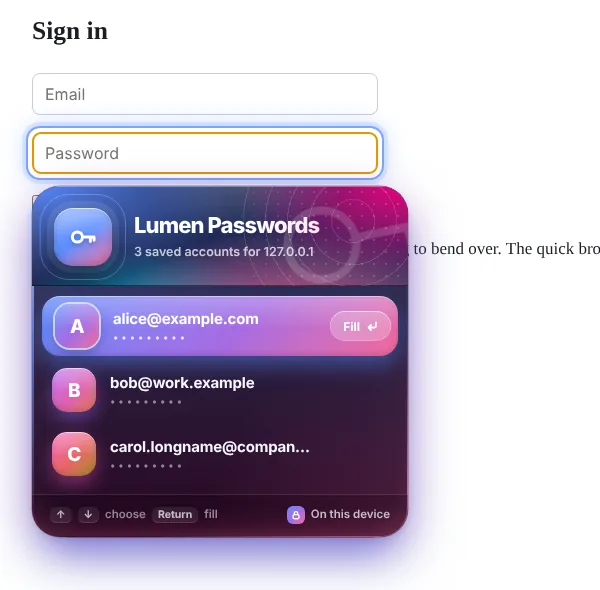 Sign in
Email
Password
Lumen Passwords
3 saved accounts for 127.0.0.1
to bend over. The quick bro
A
alice@example.com
•••••••••
Fill ↵
B
bob@work.example
•••••••••
C
carol.longname@compan...
•••••••••
↑ ↓ choose Return fill
On this device